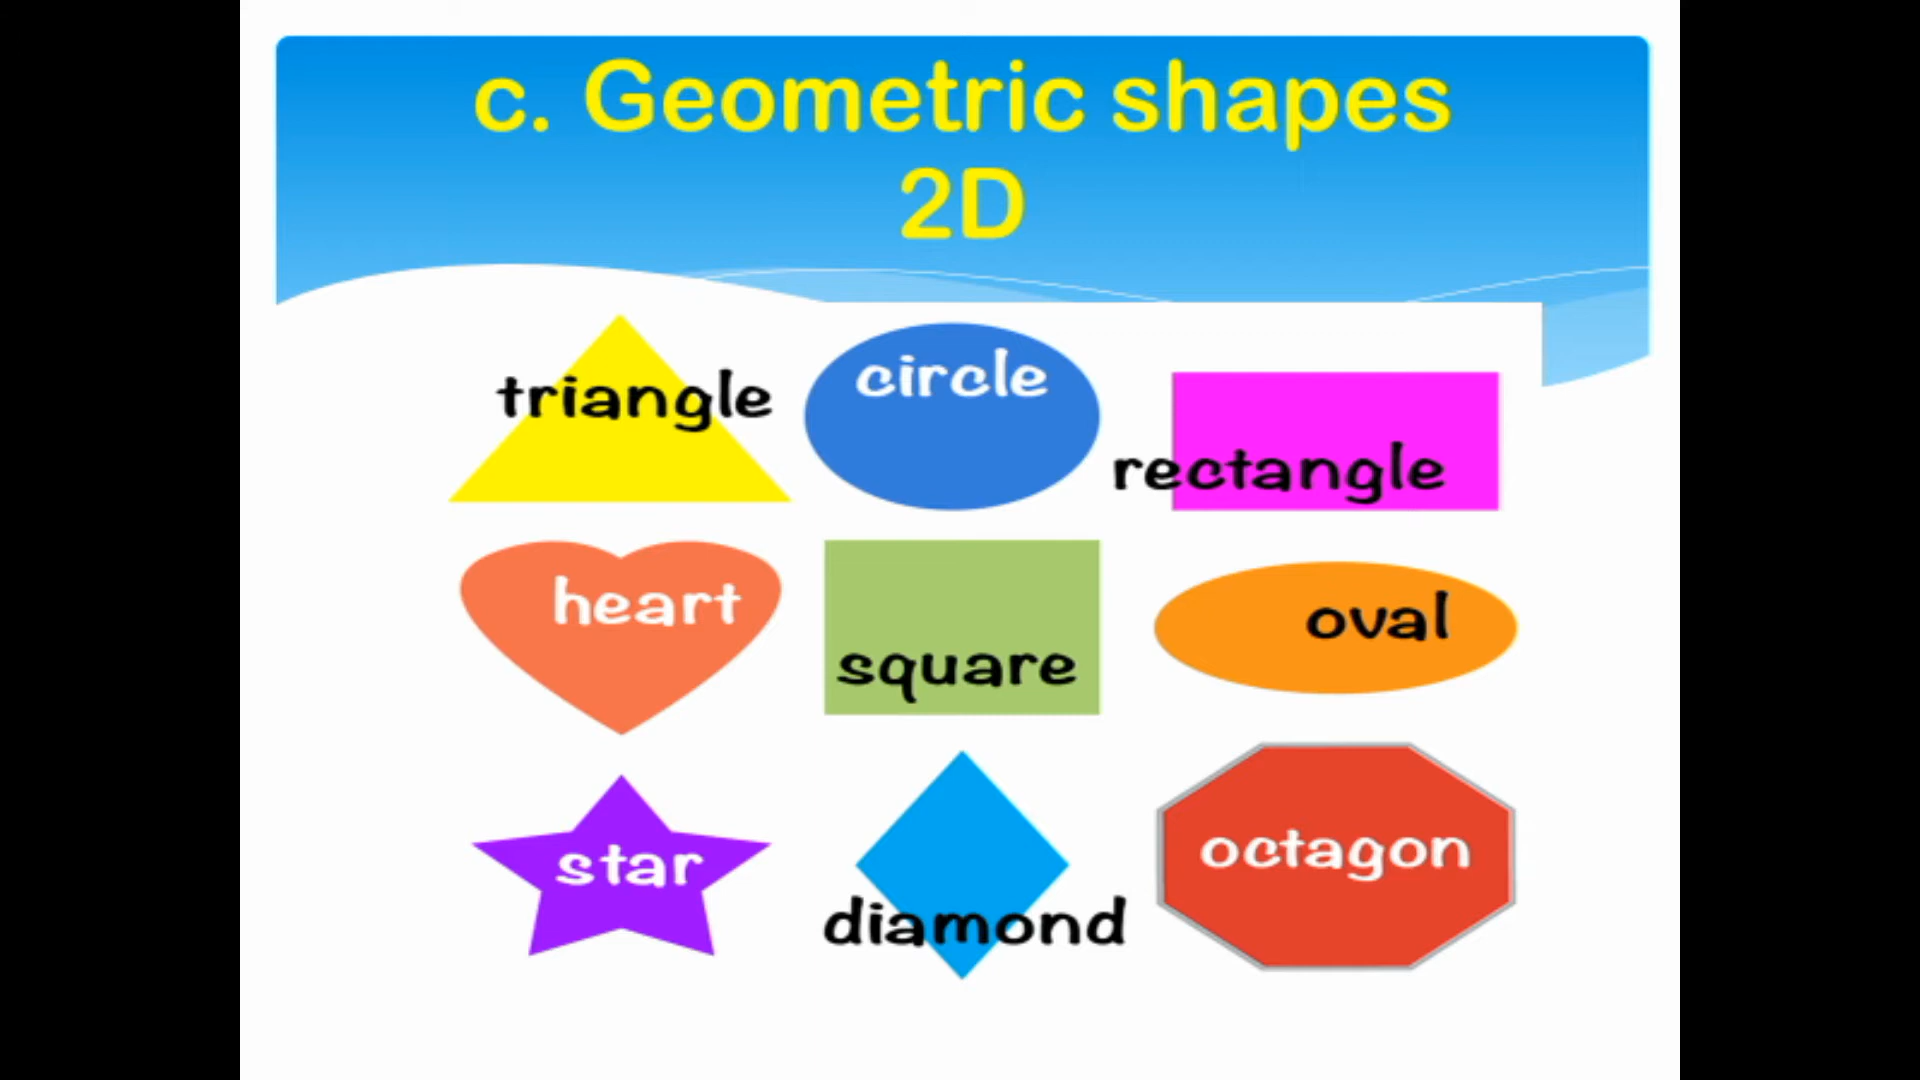 c. Geometric shapes
2D
triangle
circle
rectangle
heart
square
oval
star
diamond
octagon